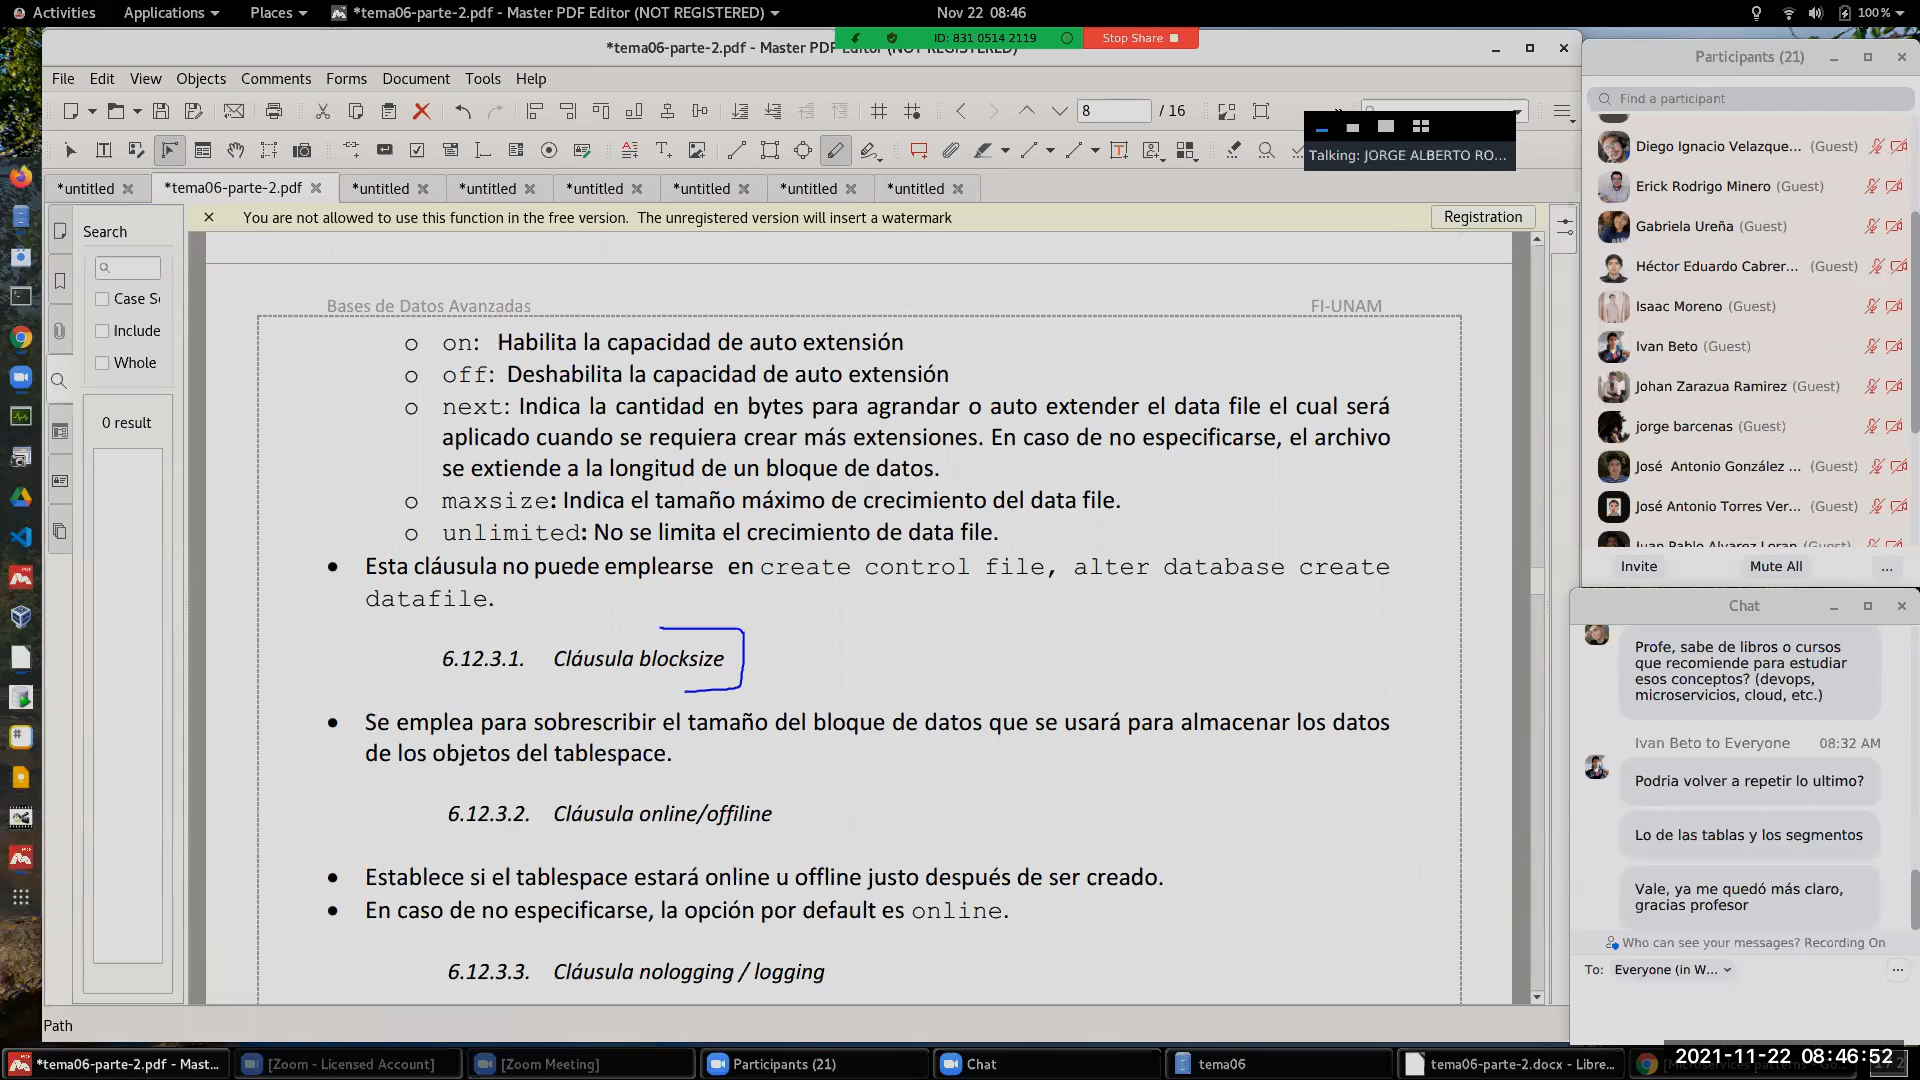 Activities Applications Places *tema06-parte-2.pdf - Master PDF Editor (NOT REGISTERED) Nov 22 08:46 100%
ID: 831 0514 2119 Stop Share
*tema06-parte-2.pdf - Master PDF Editor (NOT REGISTERED)
File Edit View Objects Comments Forms Document Tools Help
8 / 16
Talking: JORGE ALBERTO RO...
*untitled *tema06-parte-2.pdf *untitled *untitled *untitled *untitled *untitled *untitled
You are not allowed to use this function in the free version. The unregistered version will insert a watermark Registration
Search
Case Se
Include
Whole
0 result
Bases de Datos Avanzadas FI-UNAM
o on: Habilita la capacidad de auto extensión
o off: Deshabilita la capacidad de auto extensión
o next: Indica la cantidad en bytes para agrandar o auto extender el data file el cual será
aplicado cuando se requiera crear más extensiones. En caso de no especificarse, el archivo
se extiende a la longitud de un bloque de datos.
o maxsize: Indica el tamaño máximo de crecimiento del data file.
o unlimited: No se limita el crecimiento de data file.
• Esta cláusula no puede emplearse en create control file, alter database create
datafile.
6.12.3.1. Cláusula blocksize
• Se emplea para sobrescribir el tamaño del bloque de datos que se usará para almacenar los datos
de los objetos del tablespace.
6.12.3.2. Cláusula online/offiline
• Establece si el tablespace estará online u offline justo después de ser creado.
• En caso de no especificarse, la opción por default es online.
6.12.3.3. Cláusula nologging / logging
Path
Participants (21)
Find a participant
Diego Ignacio Velazque... (Guest)
Erick Rodrigo Minero (Guest)
Gabriela Ureña (Guest)
Héctor Eduardo Cabrer... (Guest)
Isaac Moreno (Guest)
Ivan Beto (Guest)
Johan Zarazua Ramirez (Guest)
jorge barcenas (Guest)
José Antonio González ... (Guest)
José Antonio Torres Ver... (Guest)
Juan Pablo Alvarez Loran (Guest)
Invite Mute All ...
Chat
Profe, sabe de libros o cursos
que recomiende para estudiar
esos conceptos? (devops,
microservicios, cloud, etc.)
Ivan Beto to Everyone 08:32 AM
Podria volver a repetir lo ultimo?
Lo de las tablas y los segmentos
Vale, ya me quedó más claro,
gracias profesor
Who can see your messages? Recording On
To: Everyone (in W...
*tema06-parte-2.pdf - Mast... [Zoom - Licensed Account] [Zoom Meeting] Participants (21) Chat tema06 tema06-parte-2.docx - Libre...
2021-11-22 08:46:52